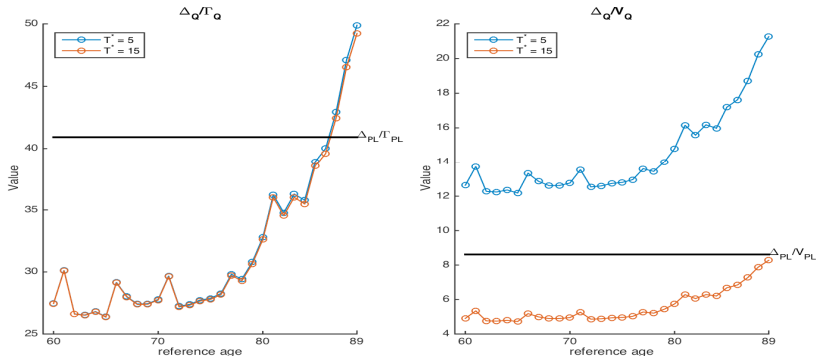 Δ_Q/Γ_Q
50
45
40
35
30
25
Value
T* = 5
T* = 15
Δ_PL/Γ_PL
60 70 80 89
reference age
Δ_Q/V_Q
22
20
18
16
14
12
10
8
6
4
Value
T* = 5
T* = 15
Δ_PL/V_PL
60 70 80 89
reference age